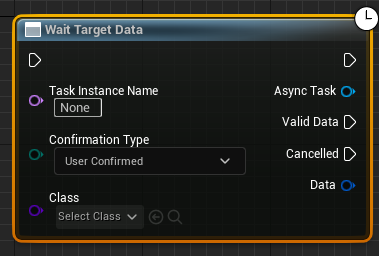 Wait Target Data
Task Instance Name
None
Async Task
Valid Data
Confirmation Type
User Confirmed
Cancelled
Data
Class
Select Class